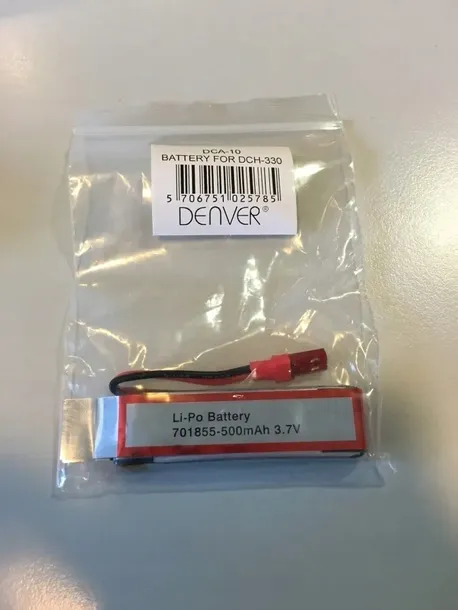 DCA-10
BATTERY FOR DCH-330
5 706751 025785
DENVER®
Li-Po Battery
701855-500mAh 3.7V